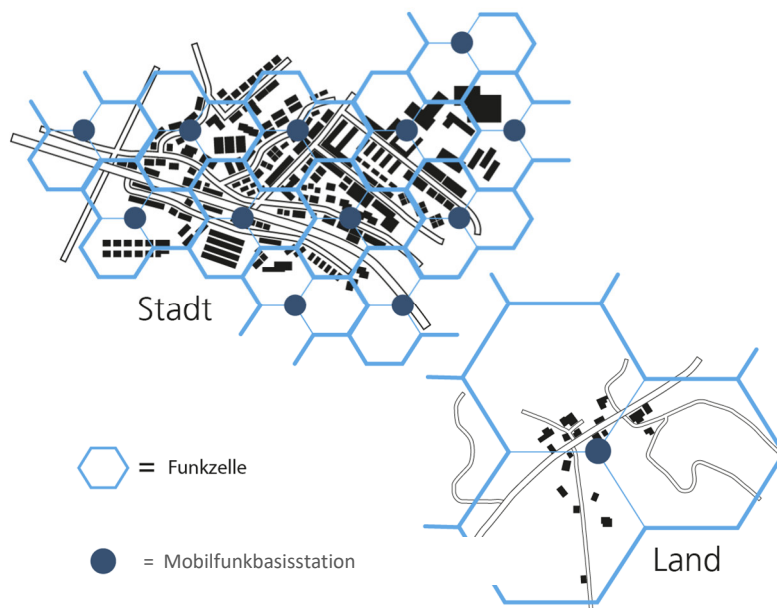 Stadt
= Funkzelle
= Mobilfunkbasisstation
Land